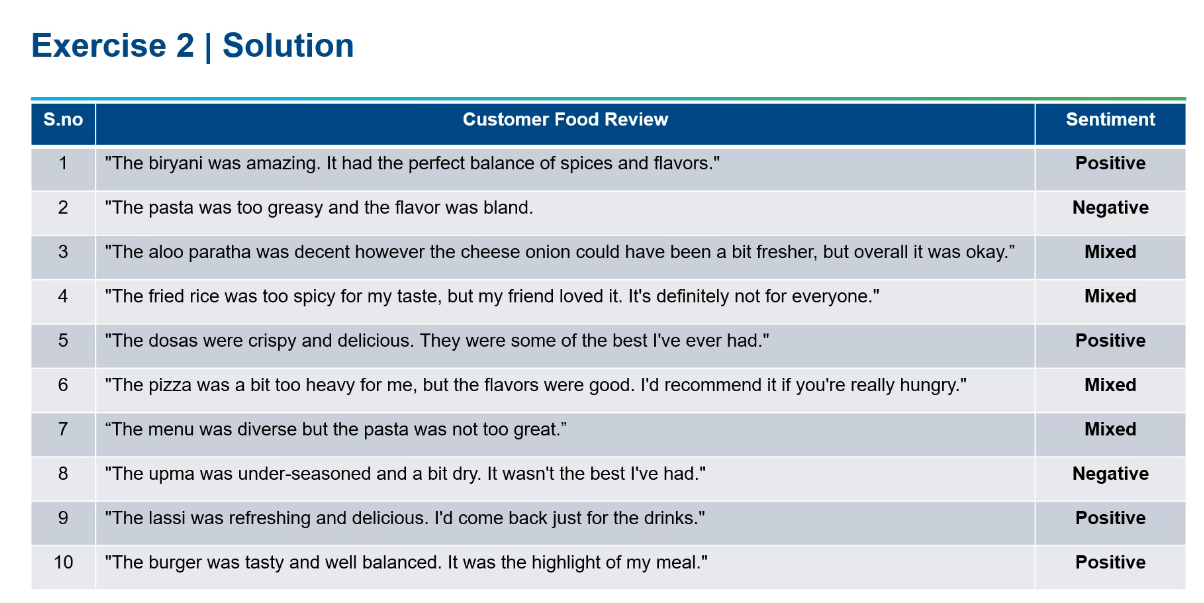 Exercise 2 | Solution
S.no Customer Food Review Sentiment
1 "The biryani was amazing. It had the perfect balance of spices and flavors." Positive
2 "The pasta was too greasy and the flavor was bland. Negative
3 "The aloo paratha was decent however the cheese onion could have been a bit fresher, but overall it was okay.” Mixed
4 "The fried rice was too spicy for my taste, but my friend loved it. It's definitely not for everyone." Mixed
5 "The dosas were crispy and delicious. They were some of the best I've ever had." Positive
6 "The pizza was a bit too heavy for me, but the flavors were good. I'd recommend it if you're really hungry." Mixed
7 “The menu was diverse but the pasta was not too great.” Mixed
8 "The upma was under-seasoned and a bit dry. It wasn't the best I've had." Negative
9 "The lassi was refreshing and delicious. I'd come back just for the drinks." Positive
10 "The burger was tasty and well balanced. It was the highlight of my meal." Positive